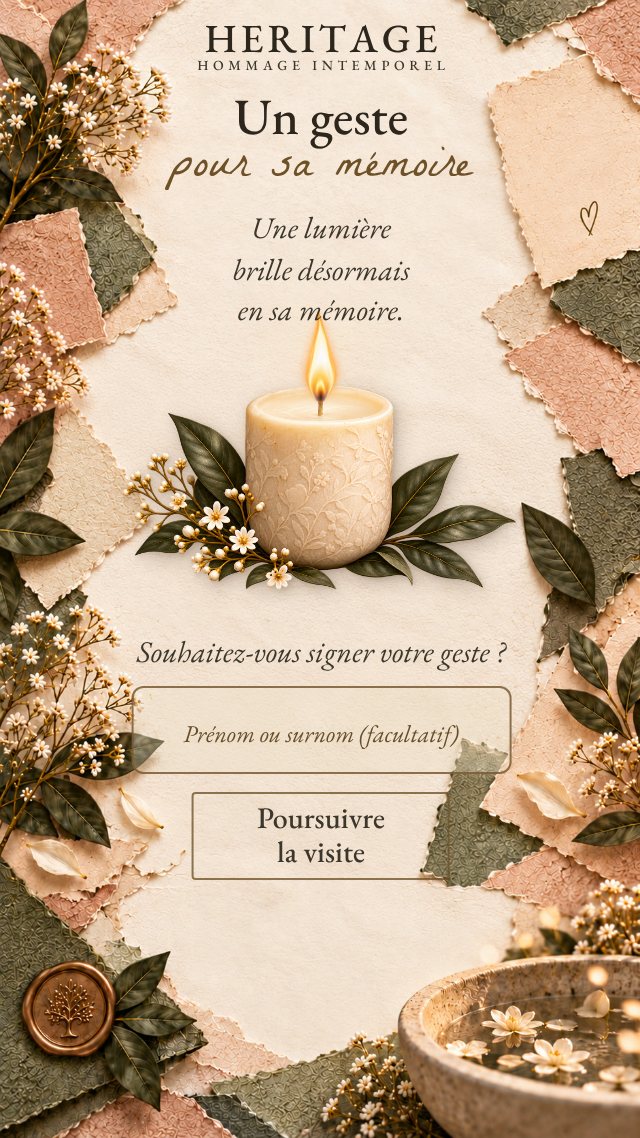 HERITAGE
HOMMAGE INTEMPOREL
Un geste
pour sa mémoire
Une lumière
brille désormais
en sa mémoire.
Souhaitez-vous signer votre geste ?
Prénom ou surnom (facultatif)
Poursuivre
la visite